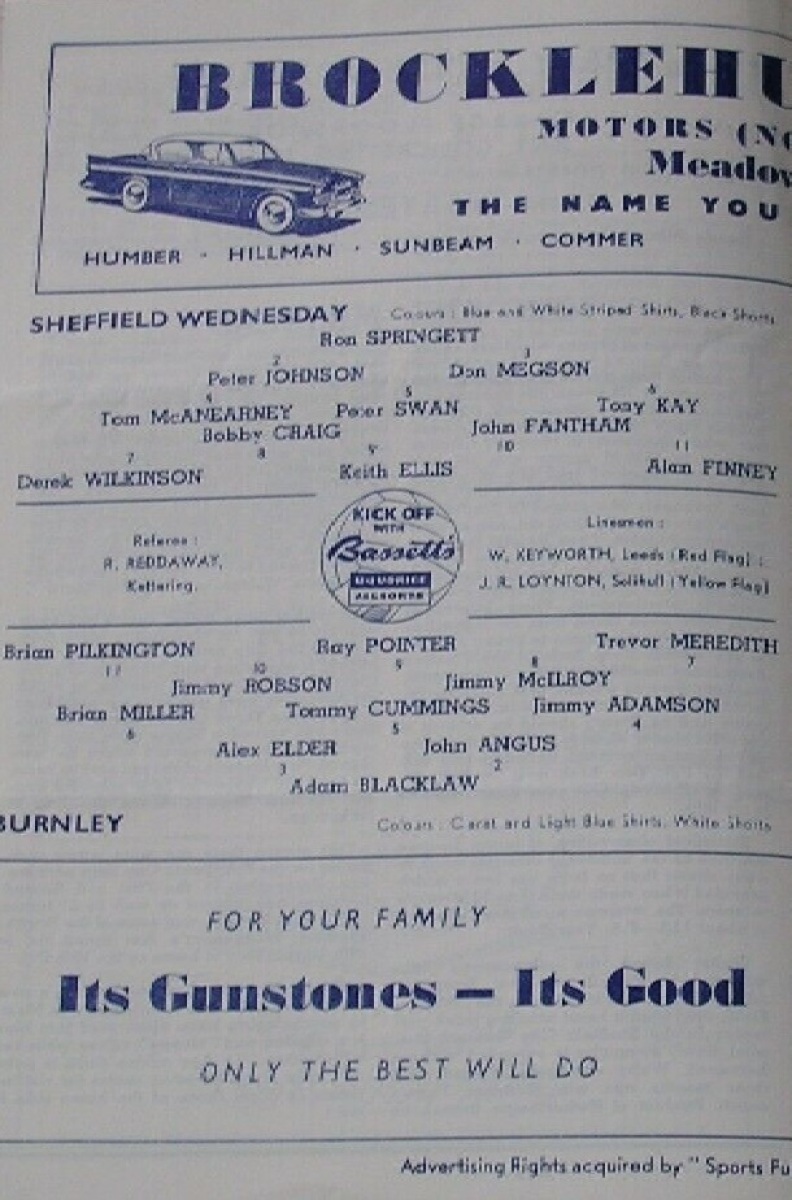 BROCKLEHU
MOTORS (No
Meadow
THE NAME YOU
HUMBER · HILLMAN · SUNBEAM · COMMER
SHEFFIELD WEDNESDAY Colours : Blue and White Striped Shirts, Black Shorts
Ron SPRINGETT
2 3
Peter JOHNSON Don MEGSON
4 5 6
Tom McANEARNEY Peter SWAN Tony KAY
Bobby CRAIG John FANTHAM
7 8 9 10 11
Derek WILKINSON Keith ELLIS Alan FINNEY
Referee :
R. REDDAWAY,
Kettering.
KICK OFF
WITH
Bassett's
LIQUORICE
ALLSORTS
Linesmen :
W. KEYWORTH, Leeds (Red Flag) :
J. R. LOYNTON, Solihull (Yellow Flag)
Brian PILKINGTON Ray POINTER Trevor MEREDITH
11 10 9 8 7
Jimmy ROBSON Jimmy McILROY
Brian MILLER Tommy CUMMINGS Jimmy ADAMSON
6 5 4
Alex ELDER John ANGUS
3 2
Adam BLACKLAW
BURNLEY Colours : Claret and Light Blue Shirts, White Shorts
FOR YOUR FAMILY
Its Gunstones — Its Good
ONLY THE BEST WILL DO
Advertising Rights acquired by "Sports Fu